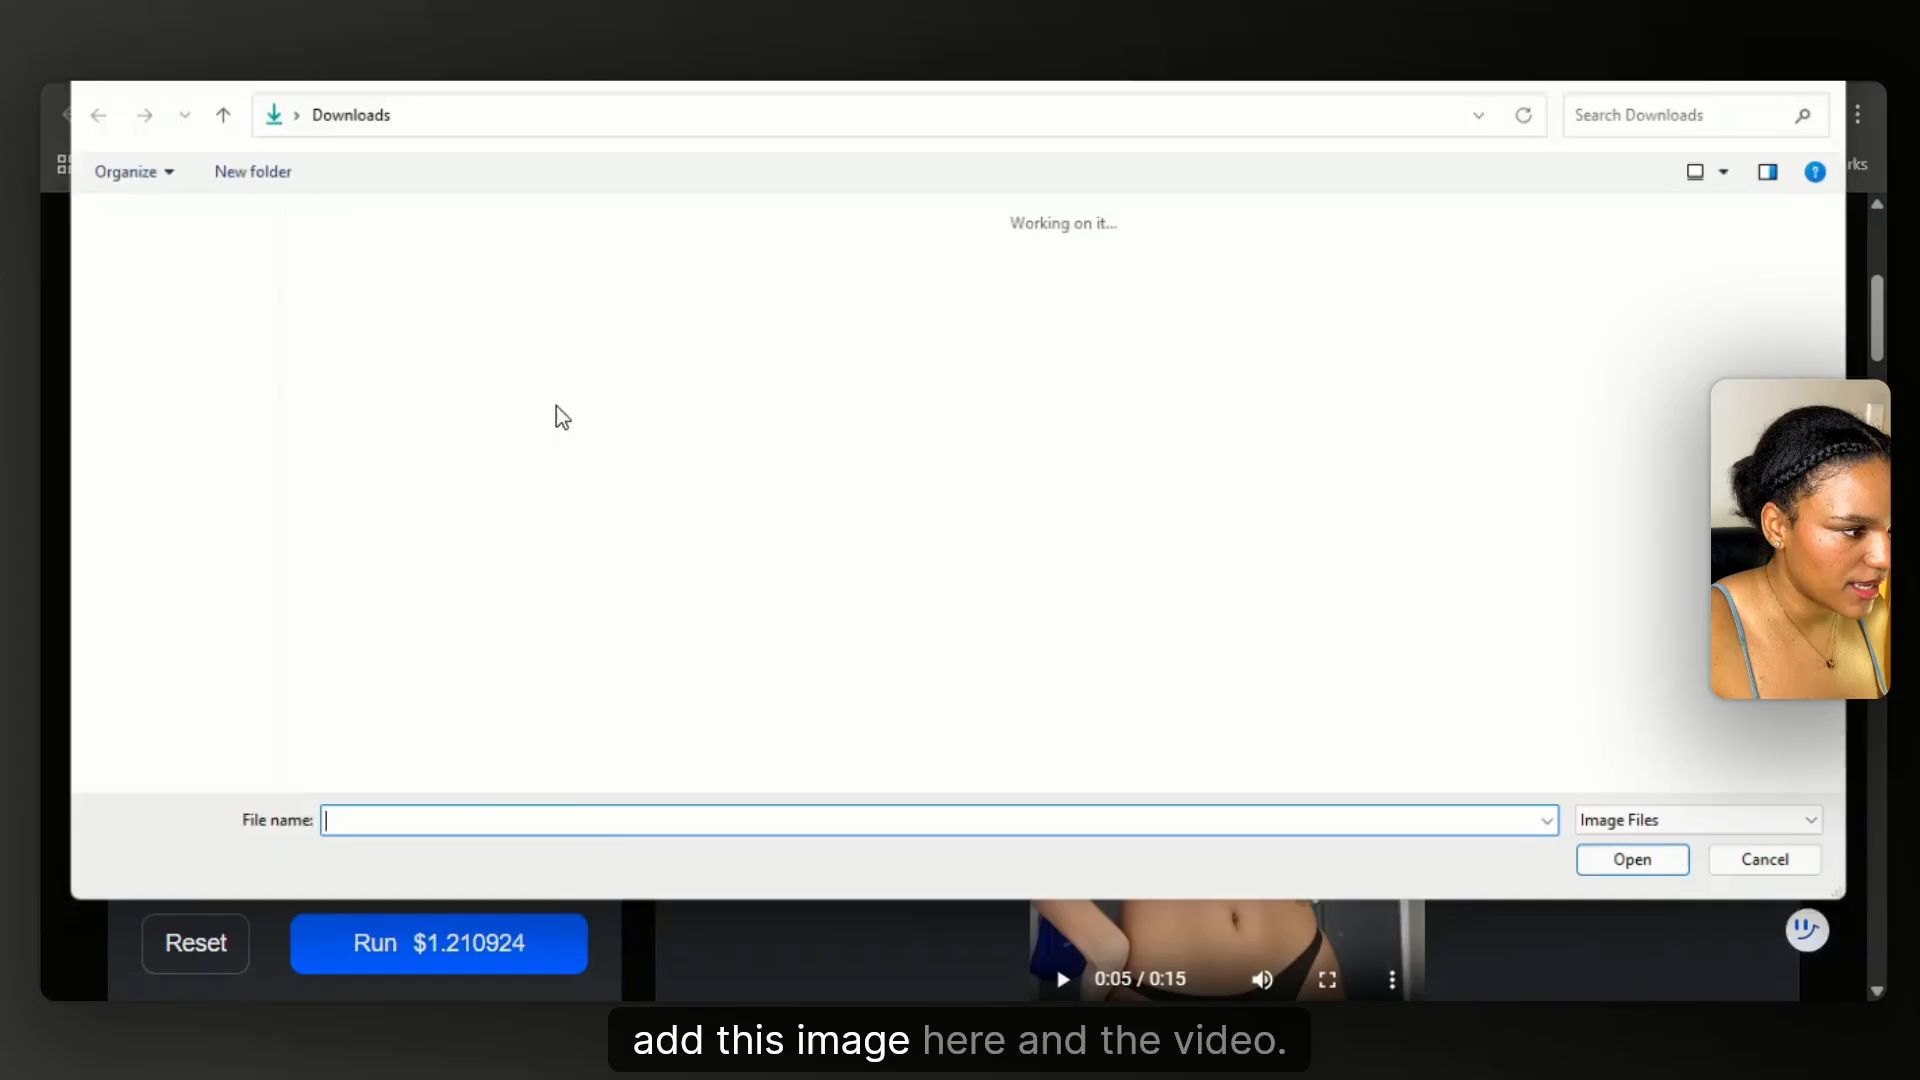 Downloads
Search Downloads
Organize
New folder
rks
Working on it...
File name:
Image Files
Open
Cancel
Reset
Run $1.210924
0:05 / 0:15
add this image here and the video.